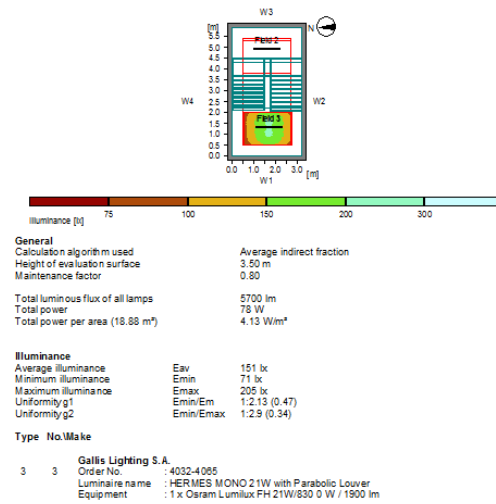 W3
[m]
N
5.5
Field 2
5.0
4.5
4.0
3.5
3.0
W4
W2
2.5
2.0
Field 3
1.5
1.0
0.5
0.0
0.0 1.0 2.0 3.0 [m]
W1
Illuminance [lx] 75 100 150 200 300
General
Calculation algorithm used Average indirect fraction
Height of evaluation surface 3.50 m
Maintenance factor 0.80
Total luminous flux of all lamps 5700 lm
Total power 78 W
Total power per area (18.88 m²) 4.13 W/m²
Illuminance
Average illuminance Eav 151 lx
Minimum illuminance Emin 71 lx
Maximum illuminance Emax 205 lx
Uniformity g1 Emin/Em 1:2.13 (0.47)
Uniformity g2 Emin/Emax 1:2.9 (0.34)
Type No.\Make
Gallis Lighting S.A.
3 3 Order No. : 4032-4065
Luminaire name : HERMES MONO 21W with Parabolic Louver
Equipment : 1 x Osram Lumilux FH 21W/830 0 W / 1900 lm